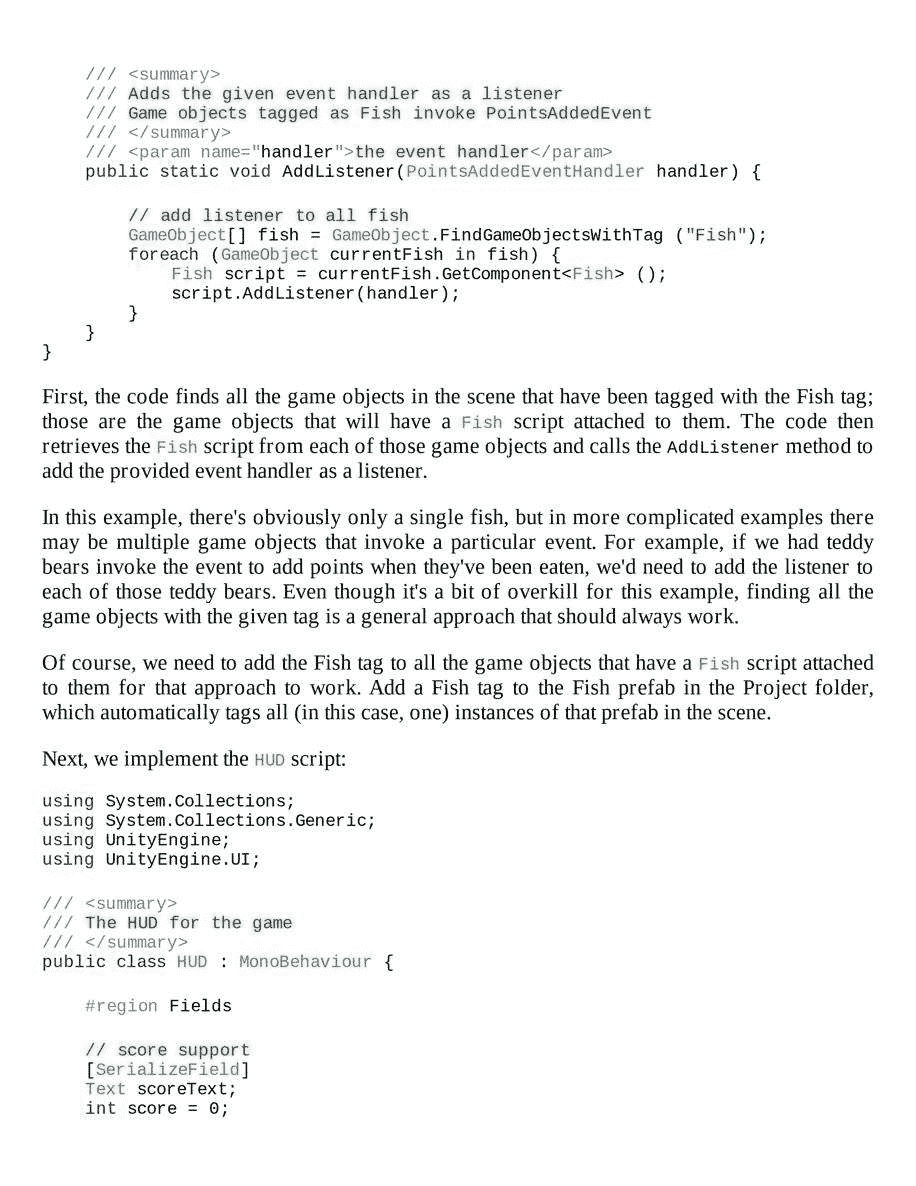 /// <summary>
/// Adds the given event handler as a listener
/// Game objects tagged as Fish invoke PointsAddedEvent
/// </summary>
/// <param name="handler">the event handler</param>
public static void AddListener(PointsAddedEventHandler handler) {
// add listener to all fish
GameObject[] fish = GameObject.FindGameObjectsWithTag ("Fish");
foreach (GameObject currentFish in fish) {
Fish script = currentFish.GetComponent<Fish> ();
script.AddListener(handler);
}
}
}
First, the code finds all the game objects in the scene that have been tagged with the Fish tag;
those are the game objects that will have a Fish script attached to them. The code then
retrieves the Fish script from each of those game objects and calls the AddListener method to
add the provided event handler as a listener.
In this example, there's obviously only a single fish, but in more complicated examples there
may be multiple game objects that invoke a particular event. For example, if we had teddy
bears invoke the event to add points when they've been eaten, we'd need to add the listener to
each of those teddy bears. Even though it's a bit of overkill for this example, finding all the
game objects with the given tag is a general approach that should always work.
Of course, we need to add the Fish tag to all the game objects that have a Fish script attached
to them for that approach to work. Add a Fish tag to the Fish prefab in the Project folder,
which automatically tags all (in this case, one) instances of that prefab in the scene.
Next, we implement the HUD script:
using System.Collections;
using System.Collections.Generic;
using UnityEngine;
using UnityEngine.UI;
/// <summary>
/// The HUD for the game
/// </summary>
public class HUD : MonoBehaviour {
#region Fields
// score support
[SerializeField]
Text scoreText;
int score = 0;